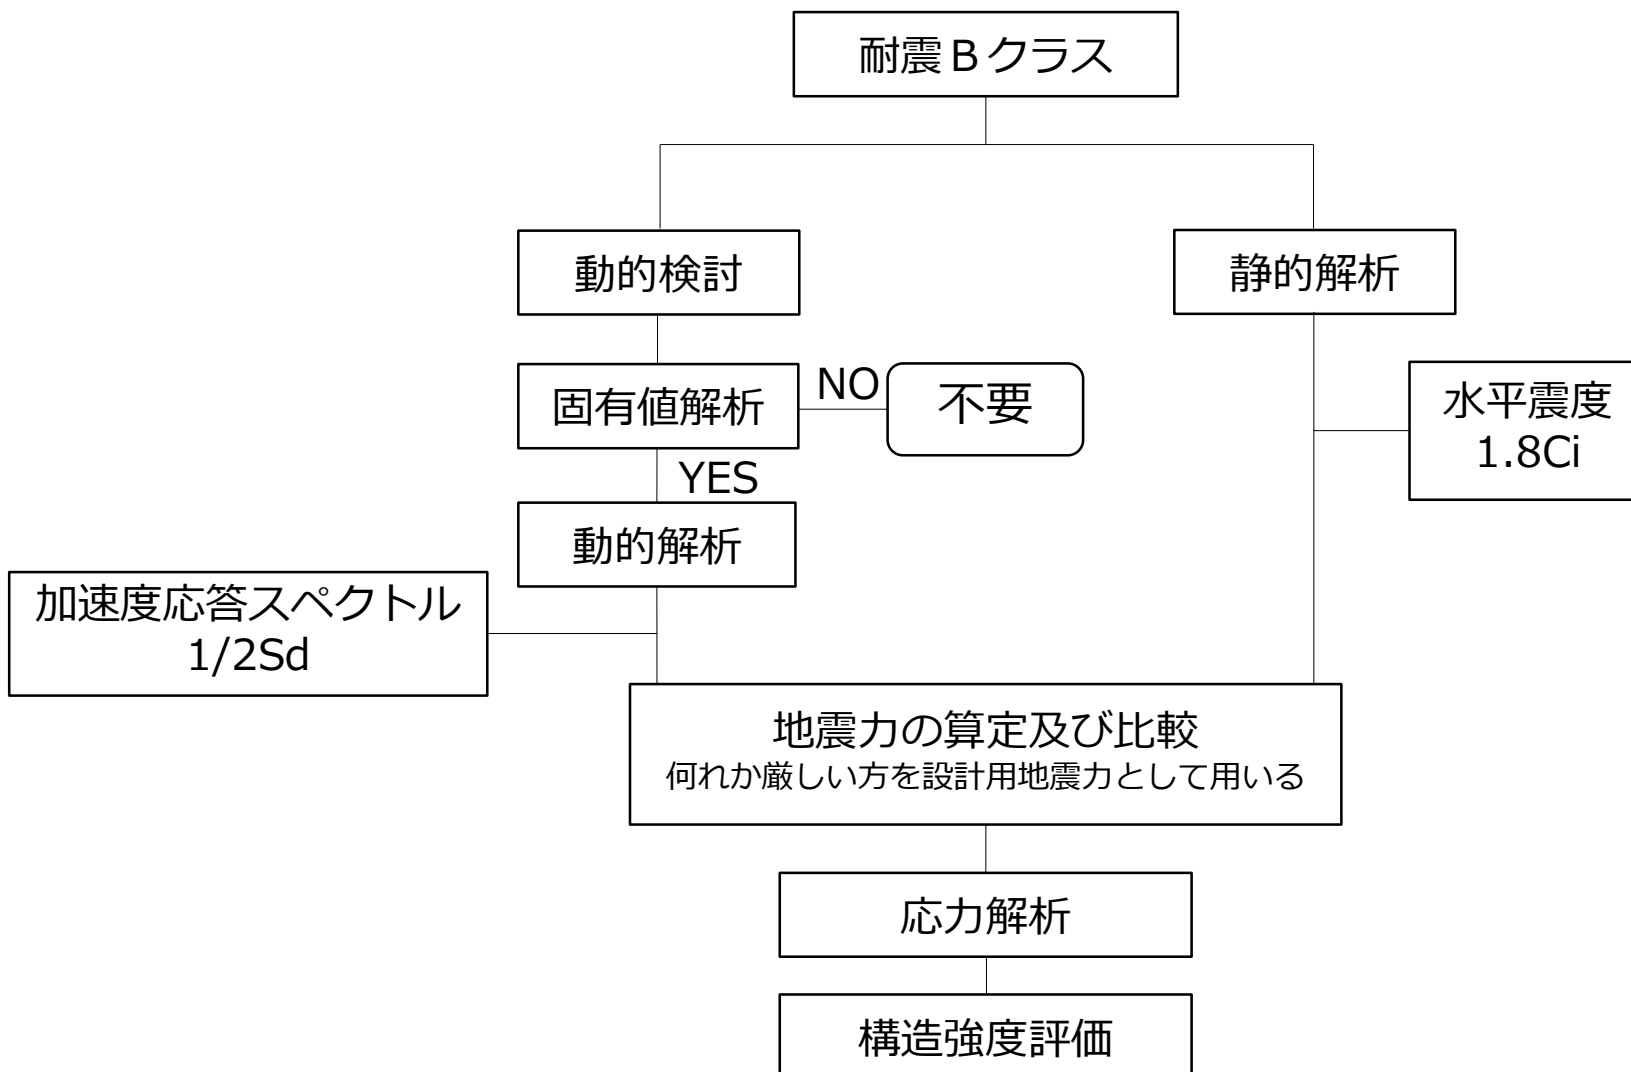 耐震Bクラス
動的検討
静的解析
固有値解析
NO
不要
水平震度
1.8Ci
YES
動的解析
加速度応答スペクトル
1/2Sd
地震力の算定及び比較
何れか厳しい方を設計用地震力として用いる
応力解析
構造強度評価